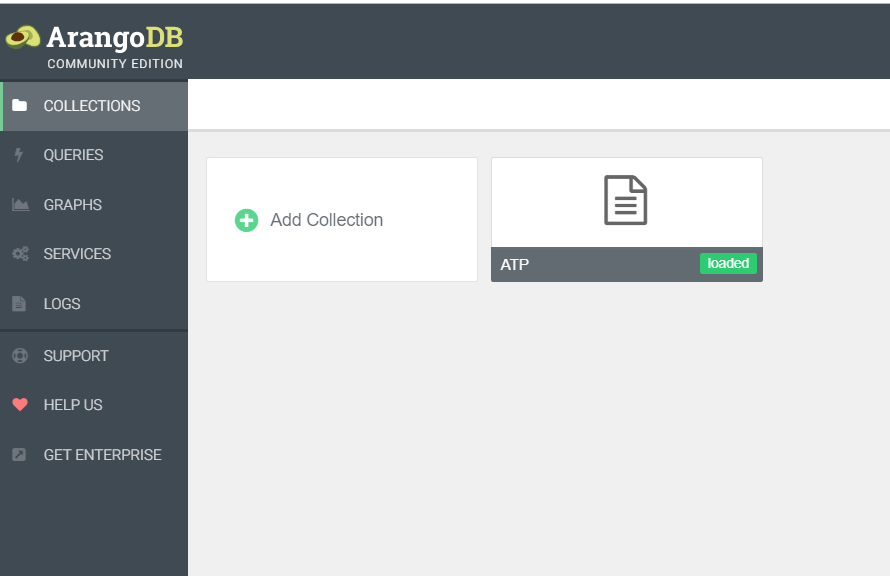 ArangoDB
COMMUNITY EDITION
COLLECTIONS
QUERIES
GRAPHS
SERVICES
LOGS
SUPPORT
HELP US
GET ENTERPRISE
Add Collection
ATP loaded